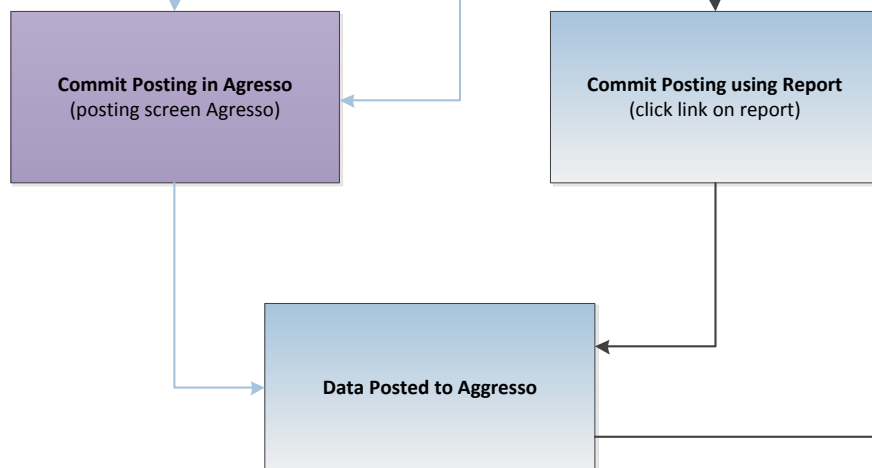 Commit Posting in Agresso
(posting screen Agresso)
Commit Posting using Report
(click link on report)
Data Posted to Aggresso